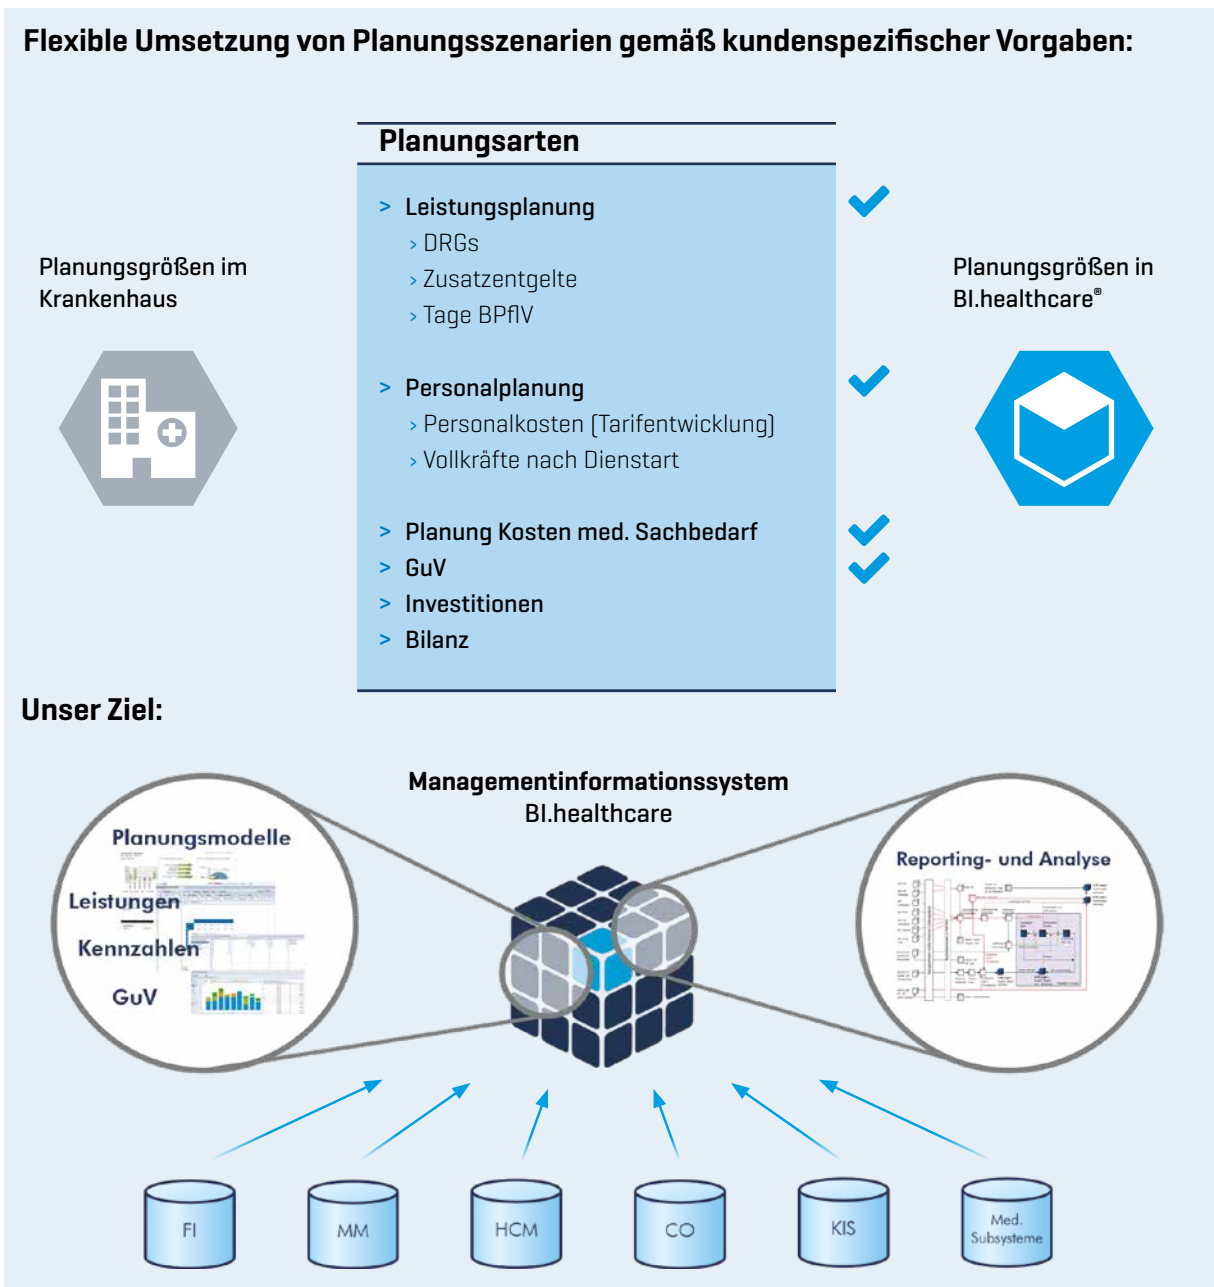 Flexible Umsetzung von Planungsszenarien gemäß kundenspezifischer Vorgaben:
Planungsarten
> Leistungsplanung
› DRGs
› Zusatzentgelte
› Tage BPflV
> Personalplanung
› Personalkosten (Tarifentwicklung)
› Vollkräfte nach Dienstart
> Planung Kosten med. Sachbedarf
> GuV
> Investitionen
> Bilanz
Planungsgrößen im
Krankenhaus
Planungsgrößen in
BI.healthcare®
Unser Ziel:
Managementinformationssystem
BI.healthcare
Planungsmodelle
Leistungen
Kennzahlen
GuV
Reporting- und Analyse
FI
MM
HCM
CO
KIS
Med.
Subsysteme